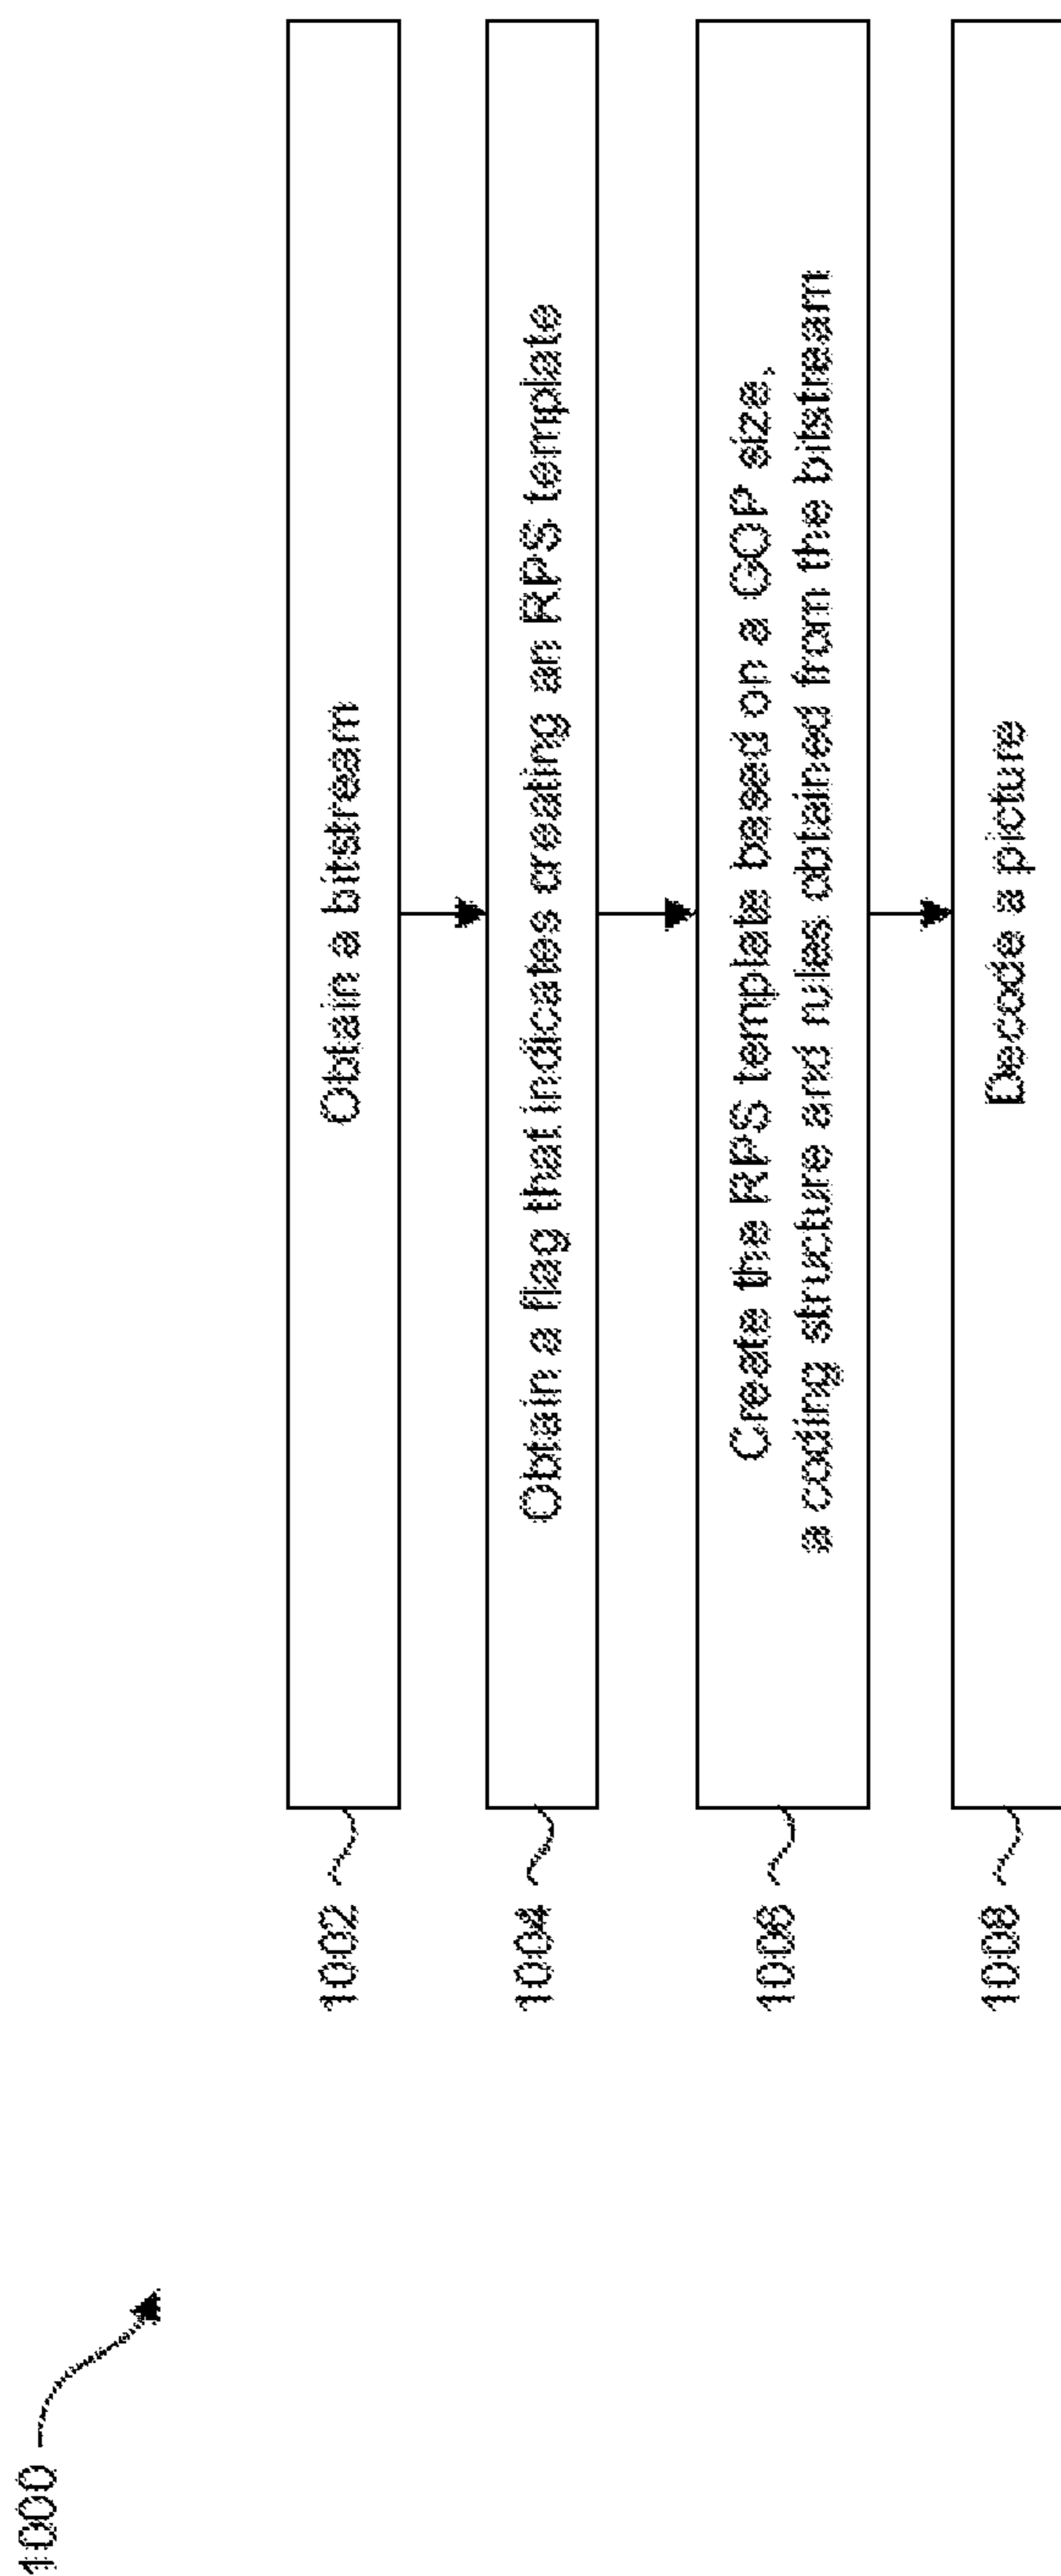 1000
1002
Obtain a bitstream
1004
Obtain a flag that indicates creating an RPS template
1006
Create the RPS template based on a GOP size,
a coding structure and rules obtained from the bitstream
1008
Decode a picture